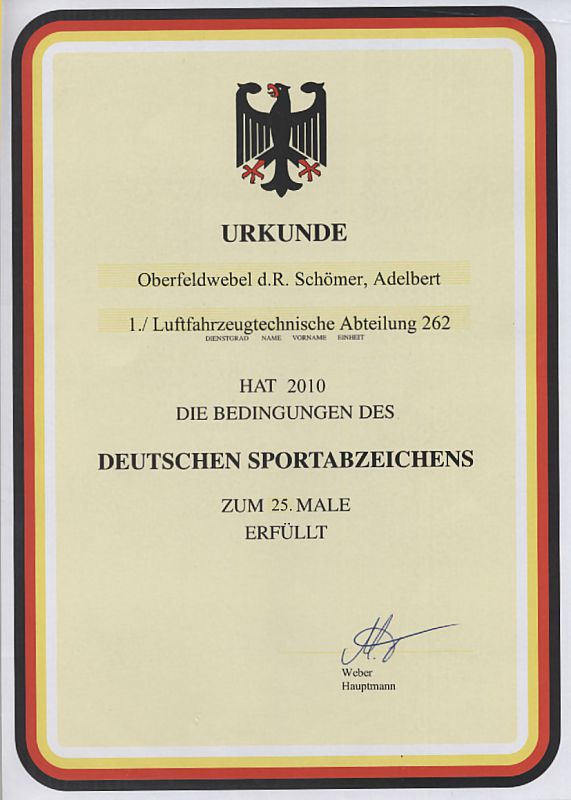 URKUNDE
Oberfeldwebel d.R. Schömer, Adelbert
1./ Luftfahrzeugtechnische Abteilung 262
DIENSTGRAD NAME VORNAME EINHEIT
HAT 2010
DIE BEDINGUNGEN DES
DEUTSCHEN SPORTABZEICHENS
ZUM 25. MALE
ERFÜLLT
Weber
Hauptmann